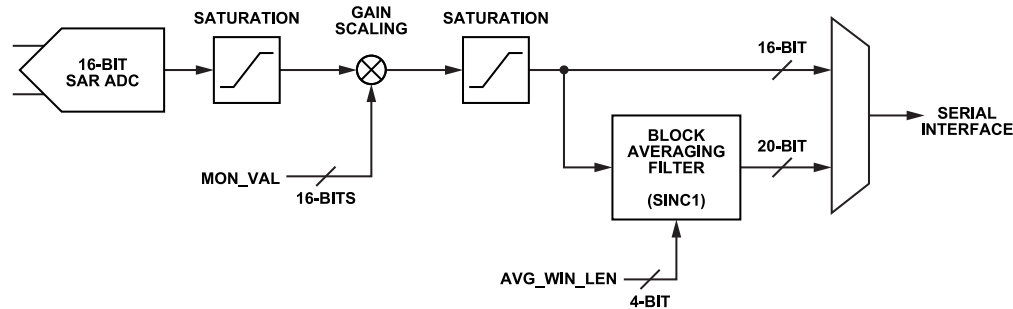 16-BIT
SAR ADC
SATURATION
GAIN
SCALING
SATURATION
MON_VAL
16-BITS
16-BIT
BLOCK
AVERAGING
FILTER
(SINC1)
20-BIT
AVG_WIN_LEN
4-BIT
SERIAL
INTERFACE